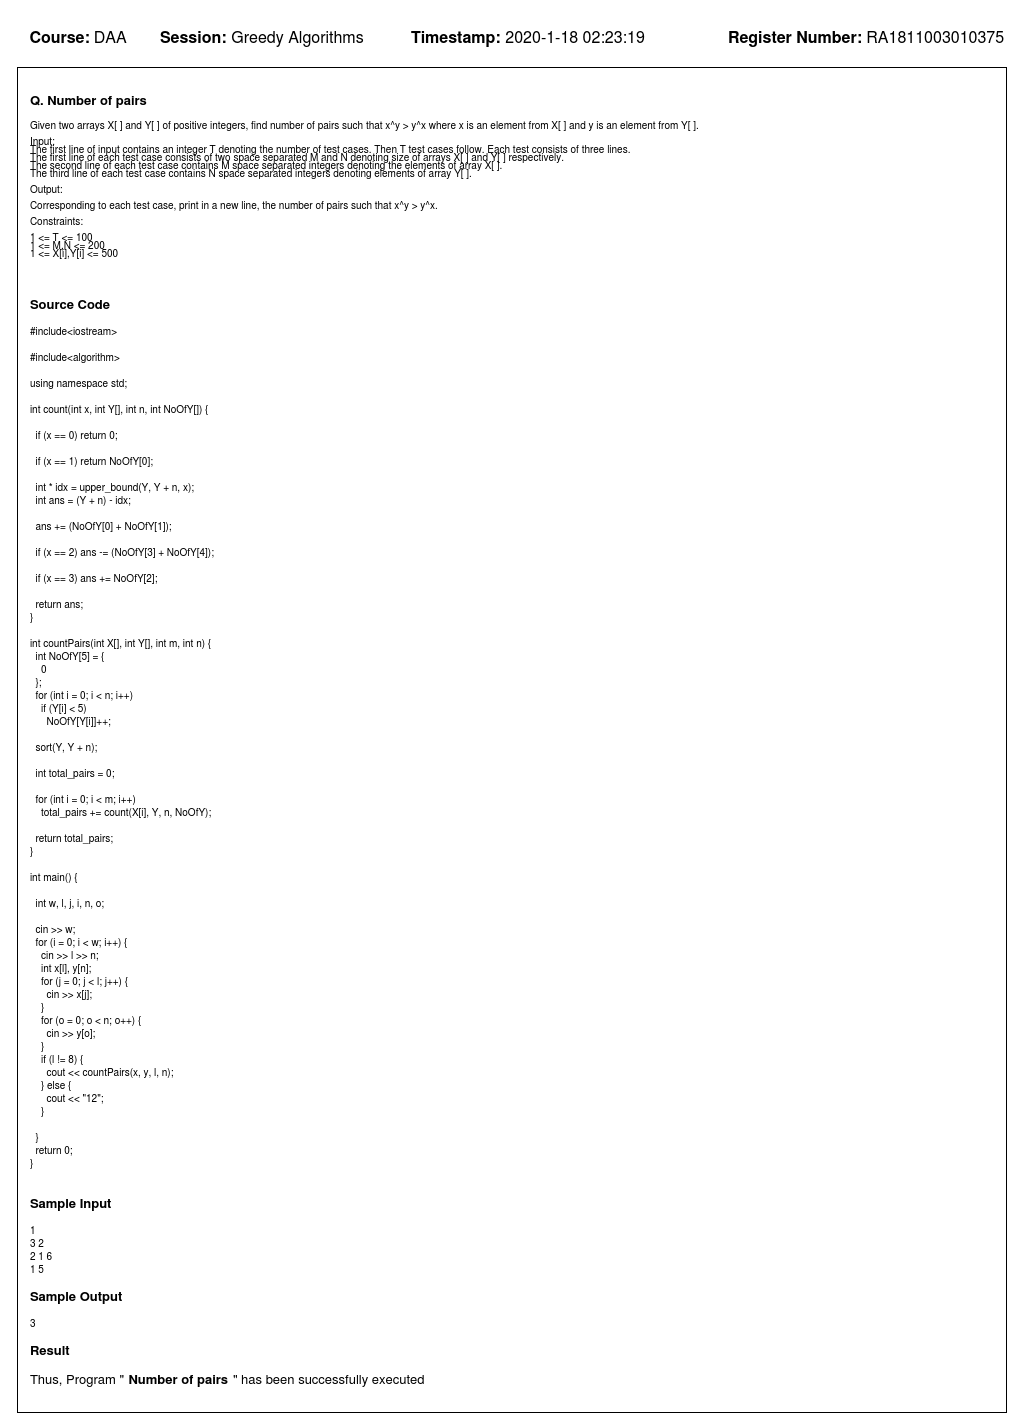 Course: DAA Session: Greedy Algorithms Timestamp: 2020-1-18 02:23:19 Register Number: RA1811003010375
Q. Number of pairs
Given two arrays X[ ] and Y[ ] of positive integers, find number of pairs such that x^y > y^x where x is an element from X[ ] and y is an element from Y[ ].
Input:
The first line of input contains an integer T denoting the number of test cases. Then T test cases follow. Each test consists of three lines.
The first line of each test case consists of two space separated M and N denoting size of arrays X[ ] and Y[ ] respectively.
The second line of each test case contains M space separated integers denoting the elements of array X[ ].
The third line of each test case contains N space separated integers denoting elements of array Y[ ].
Output:
Corresponding to each test case, print in a new line, the number of pairs such that x^y > y^x.
Constraints:
1 <= T <= 100
1 <= M,N <= 200
1 <= X[i],Y[i] <= 500
Source Code
#include<iostream>
#include<algorithm>
using namespace std;
int count(int x, int Y[], int n, int NoOfY[]) {
if (x == 0) return 0;
if (x == 1) return NoOfY[0];
int * idx = upper_bound(Y, Y + n, x);
int ans = (Y + n) - idx;
ans += (NoOfY[0] + NoOfY[1]);
if (x == 2) ans -= (NoOfY[3] + NoOfY[4]);
if (x == 3) ans += NoOfY[2];
return ans;
}
int countPairs(int X[], int Y[], int m, int n) {
int NoOfY[5] = {
0
};
for (int i = 0; i < n; i++)
if (Y[i] < 5)
NoOfY[Y[i]]++;
sort(Y, Y + n);
int total_pairs = 0;
for (int i = 0; i < m; i++)
total_pairs += count(X[i], Y, n, NoOfY);
return total_pairs;
}
int main() {
int w, l, j, i, n, o;
cin >> w;
for (i = 0; i < w; i++) {
cin >> l >> n;
int x[l], y[n];
for (j = 0; j < l; j++) {
cin >> x[j];
}
for (o = 0; o < n; o++) {
cin >> y[o];
}
if (l != 8) {
cout << countPairs(x, y, l, n);
} else {
cout << "12";
}
}
return 0;
}
Sample Input
1
3 2
2 1 6
1 5
Sample Output
3
Result
Thus, Program " Number of pairs " has been successfully executed